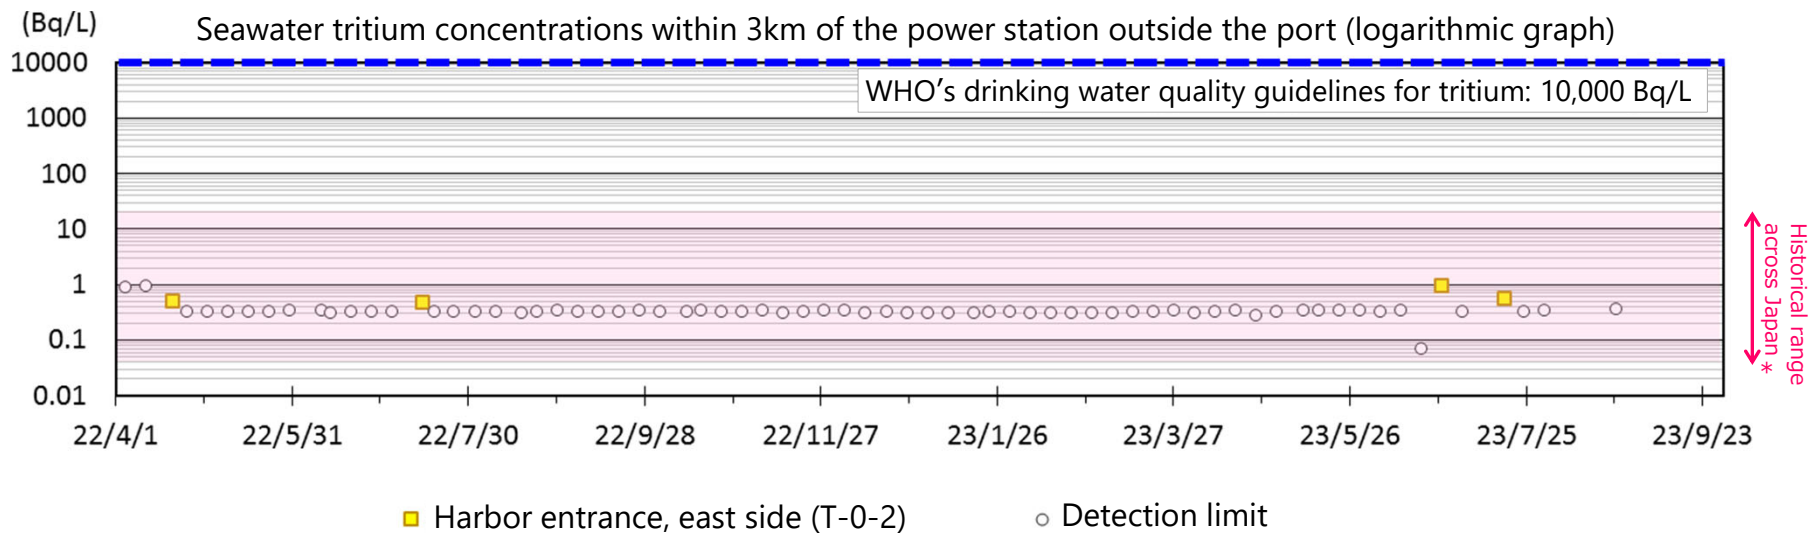 (Bq/L)
Seawater tritium concentrations within 3km of the power station outside the port (logarithmic graph)
10000
WHO’s drinking water quality guidelines for tritium: 10,000 Bq/L
1000
100
10
1
0.1
0.01
Historical range
across Japan *
22/4/1 22/5/31 22/7/30 22/9/28 22/11/27 23/1/26 23/3/27 23/5/26 23/7/25 23/9/23
Harbor entrance, east side (T-0-2) Detection limit